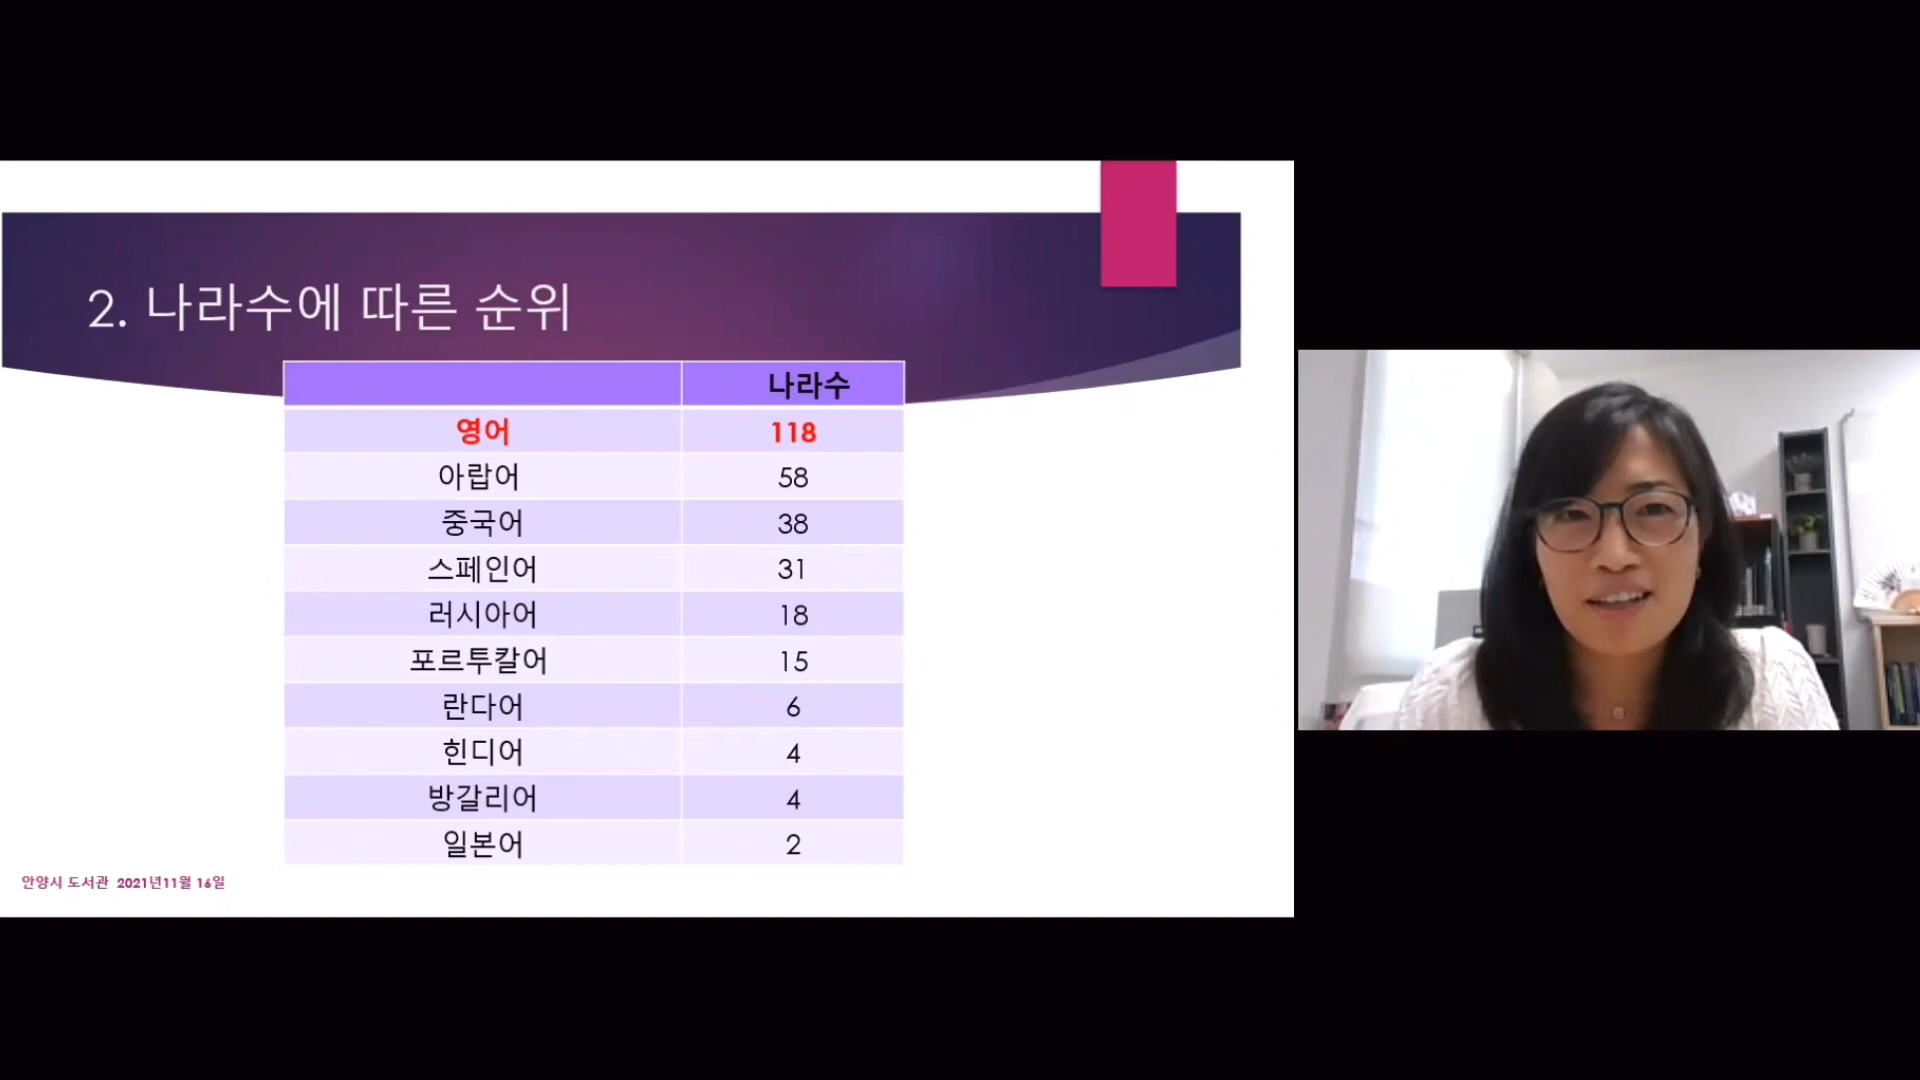 2. 나라수에 따른 순위
나라수
영어 118
아랍어 58
중국어 38
스페인어 31
러시아어 18
포르투칼어 15
란다어 6
힌디어 4
방갈리어 4
일본어 2
안양시 도서관 2021년11월 16일